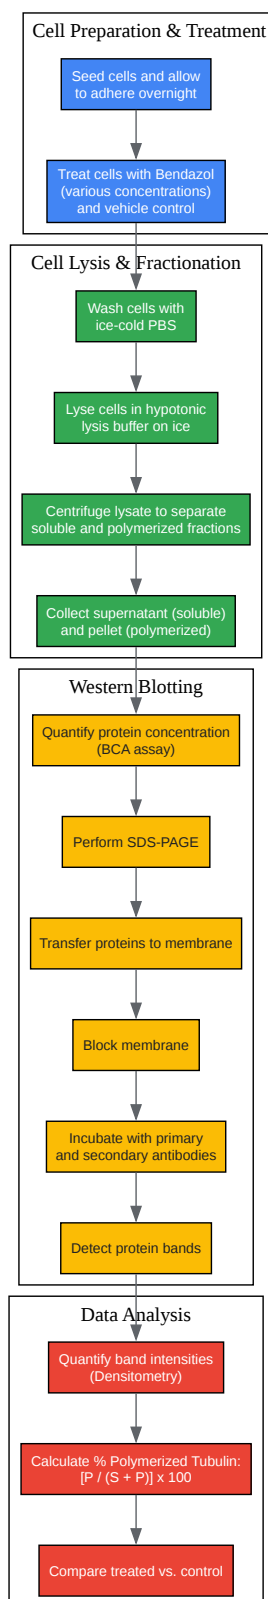 Cell Preparation & Treatment
Seed cells and allow
to adhere overnight
Treat cells with Bendazol
(various concentrations)
and vehicle control
Cell Lysis & Fractionation
Wash cells with
ice-cold PBS
Lyse cells in hypotonic
lysis buffer on ice
Centrifuge lysate to separate
soluble and polymerized fractions
Collect supernatant (soluble)
and pellet (polymerized)
Western Blotting
Quantify protein concentration
(BCA assay)
Perform SDS-PAGE
Transfer proteins to membrane
Block membrane
Incubate with primary
and secondary antibodies
Detect protein bands
Data Analysis
Quantify band intensities
(Densitometry)
Calculate % Polymerized Tubulin:
[P / (S + P)] x 100
Compare treated vs. control